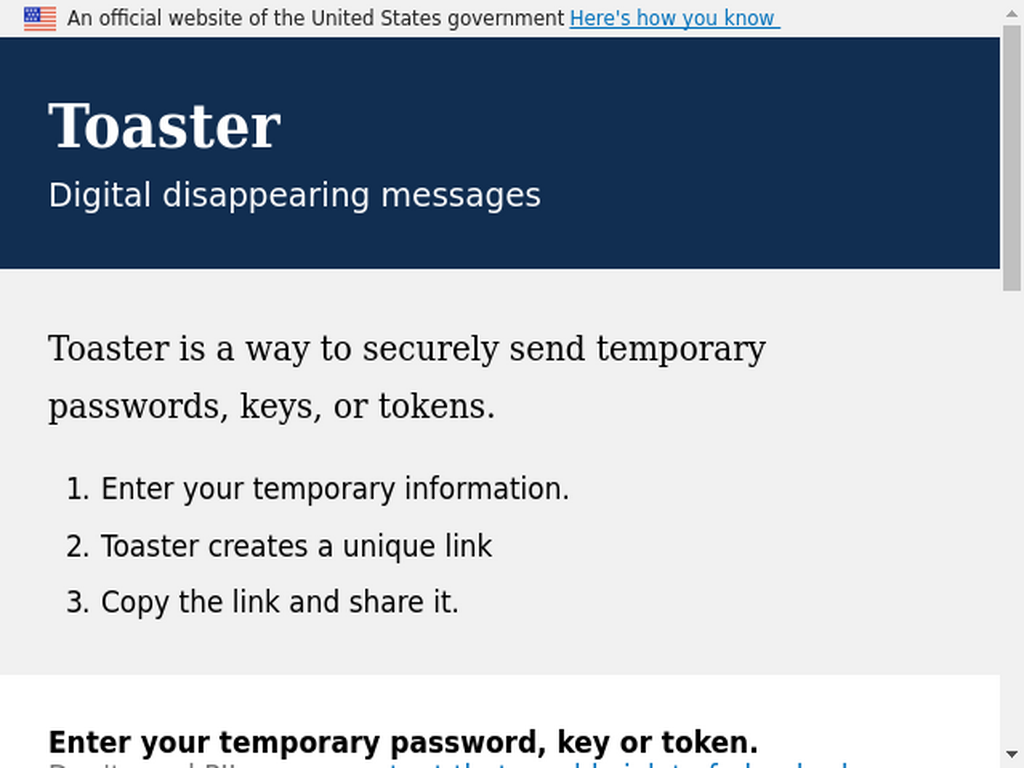 An official website of the United States government Here's how you know
Toaster
Digital disappearing messages
Toaster is a way to securely send temporary
passwords, keys, or tokens.
1. Enter your temporary information.
2. Toaster creates a unique link
3. Copy the link and share it.
Enter your temporary password, key or token.